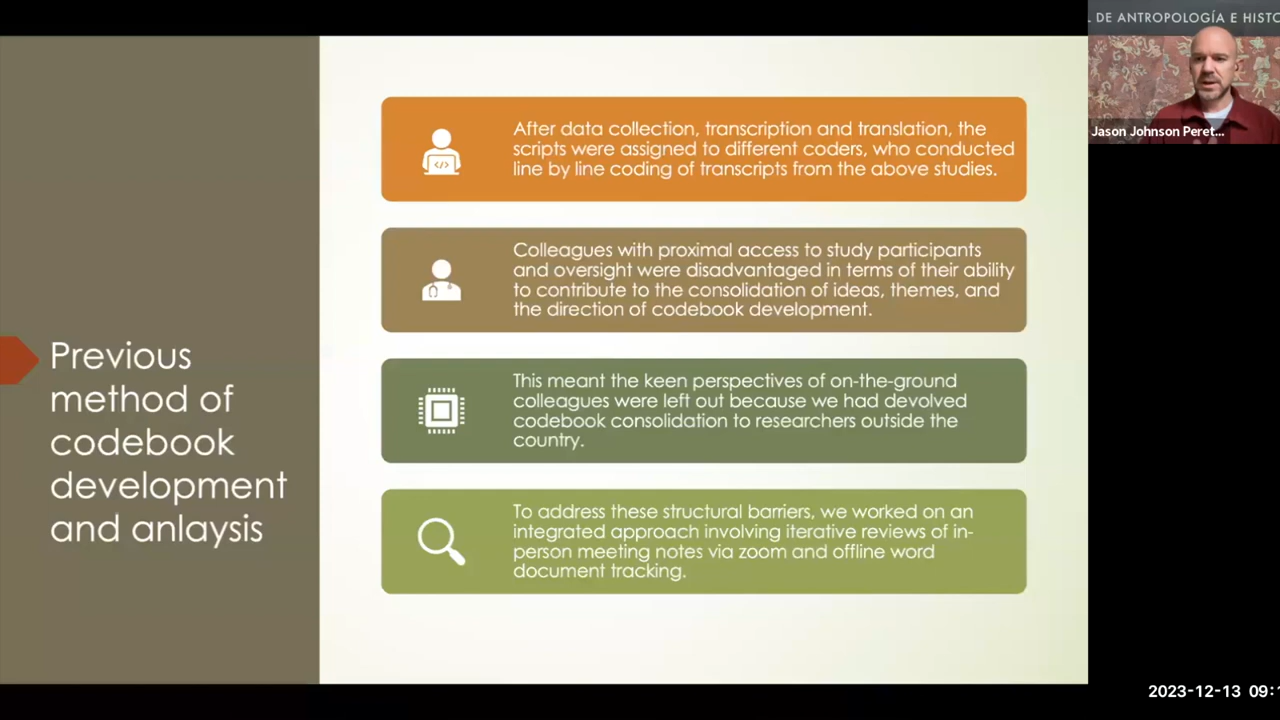 Previous
method of
codebook
development
and anlaysis
</>
After data collection, transcription and translation, the
scripts were assigned to different coders, who conducted
line by line coding of transcripts from the above studies.
Colleagues with proximal access to study participants
and oversight were disadvantaged in terms of their ability
to contribute to the consolidation of ideas, themes, and
the direction of codebook development.
This meant the keen perspectives of on-the-ground
colleagues were left out because we had devolved
codebook consolidation to researchers outside the
country.
To address these structural barriers, we worked on an
integrated approach involving iterative reviews of in-
person meeting notes via zoom and offline word
document tracking.
DE ANTROPOLOGÍA E HISTO
Jason Johnson Peret...
2023-12-13 09: